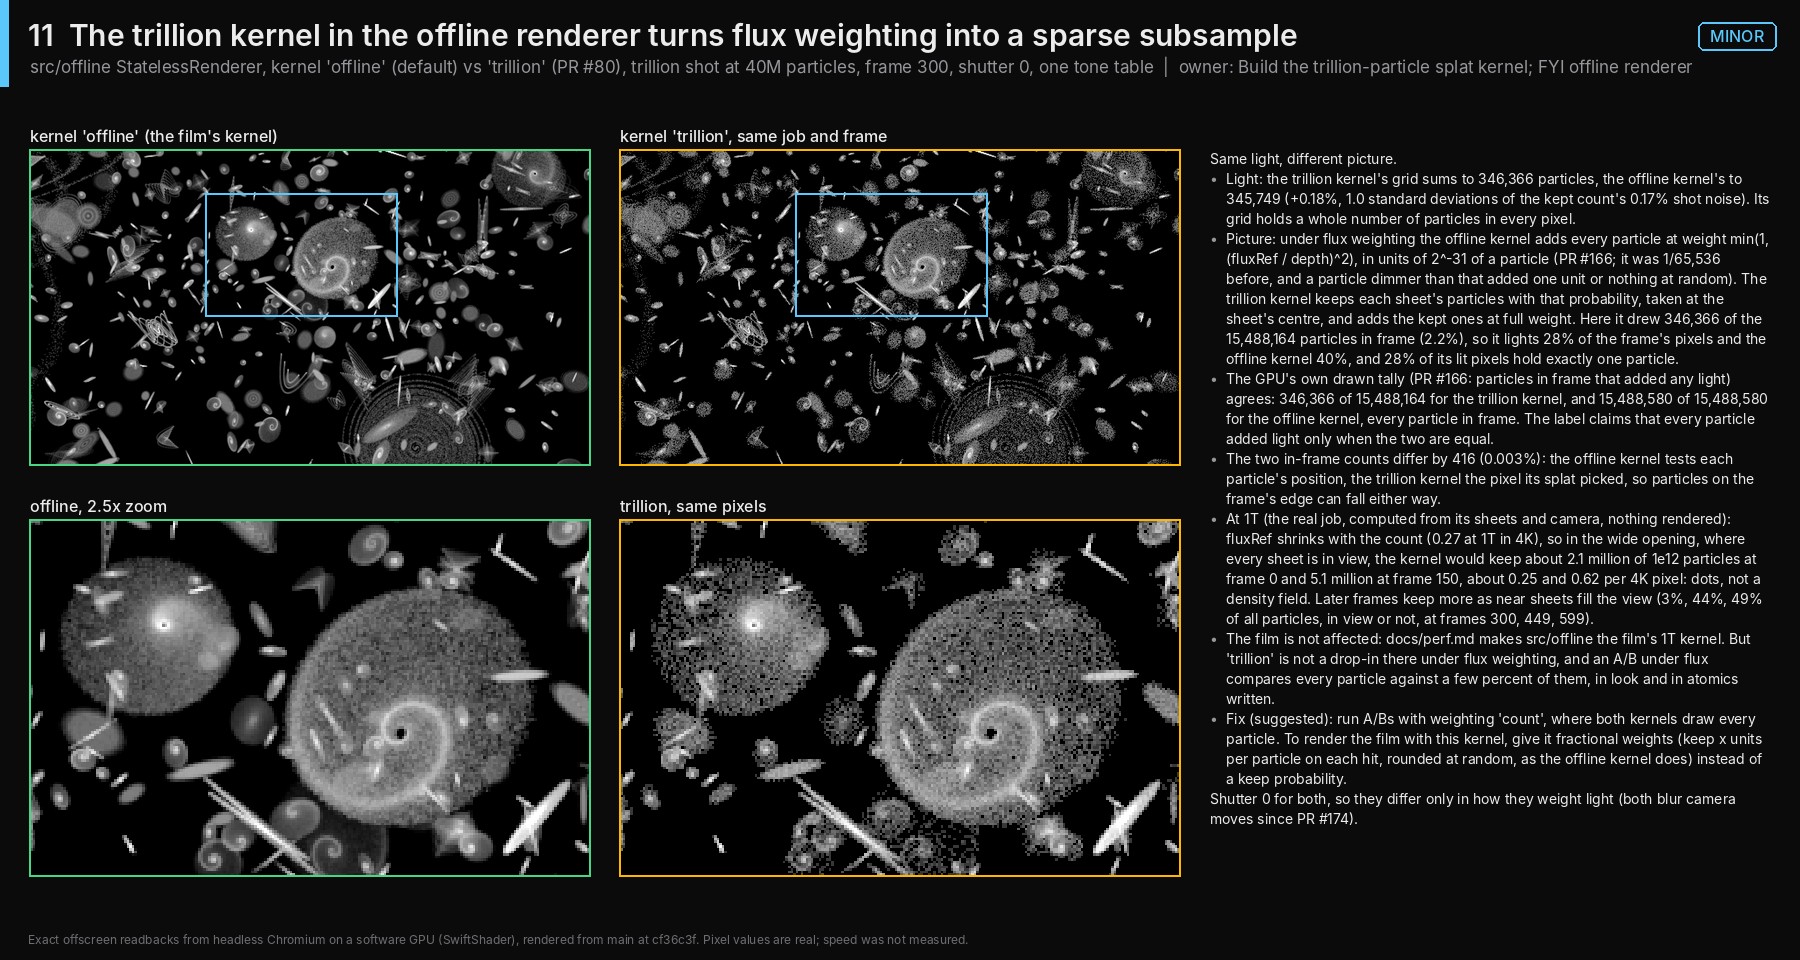 11 The trillion kernel in the offline renderer turns flux weighting into a sparse subsample
MINOR
src/offline StatelessRenderer, kernel 'offline' (default) vs 'trillion' (PR #80), trillion shot at 40M particles, frame 300, shutter 0, one tone table | owner: Build the trillion-particle splat kernel; FYI offline renderer
kernel 'offline' (the film's kernel)
kernel 'trillion', same job and frame
offline, 2.5x zoom
trillion, same pixels
Same light, different picture.
• Light: the trillion kernel's grid sums to 346,366 particles, the offline kernel's to
345,749 (+0.18%, 1.0 standard deviations of the kept count's 0.17% shot noise). Its
grid holds a whole number of particles in every pixel.
• Picture: under flux weighting the offline kernel adds every particle at weight min(1,
(fluxRef / depth)^2), in units of 2^-31 of a particle (PR #166; it was 1/65,536
before, and a particle dimmer than that added one unit or nothing at random). The
trillion kernel keeps each sheet's particles with that probability, taken at the
sheet's centre, and adds the kept ones at full weight. Here it drew 346,366 of the
15,488,164 particles in frame (2.2%), so it lights 28% of the frame's pixels and the
offline kernel 40%, and 28% of its lit pixels hold exactly one particle.
• The GPU's own drawn tally (PR #166: particles in frame that added any light)
agrees: 346,366 of 15,488,164 for the trillion kernel, and 15,488,580 of 15,488,580
for the offline kernel, every particle in frame. The label claims that every particle
added light only when the two are equal.
• The two in-frame counts differ by 416 (0.003%): the offline kernel tests each
particle's position, the trillion kernel the pixel its splat picked, so particles on the
frame's edge can fall either way.
• At 1T (the real job, computed from its sheets and camera, nothing rendered):
fluxRef shrinks with the count (0.27 at 1T in 4K), so in the wide opening, where
every sheet is in view, the kernel would keep about 2.1 million of 1e12 particles at
frame 0 and 5.1 million at frame 150, about 0.25 and 0.62 per 4K pixel: dots, not a
density field. Later frames keep more as near sheets fill the view (3%, 44%, 49%
of all particles, in view or not, at frames 300, 449, 599).
• The film is not affected: docs/perf.md makes src/offline the film's 1T kernel. But
'trillion' is not a drop-in there under flux weighting, and an A/B under flux
compares every particle against a few percent of them, in look and in atomics
written.
• Fix (suggested): run A/Bs with weighting 'count', where both kernels draw every
particle. To render the film with this kernel, give it fractional weights (keep x units
per particle on each hit, rounded at random, as the offline kernel does) instead of
a keep probability.
Shutter 0 for both, so they differ only in how they weight light (both blur camera
moves since PR #174).
Exact offscreen readbacks from headless Chromium on a software GPU (SwiftShader), rendered from main at cf36c3f. Pixel values are real; speed was not measured.